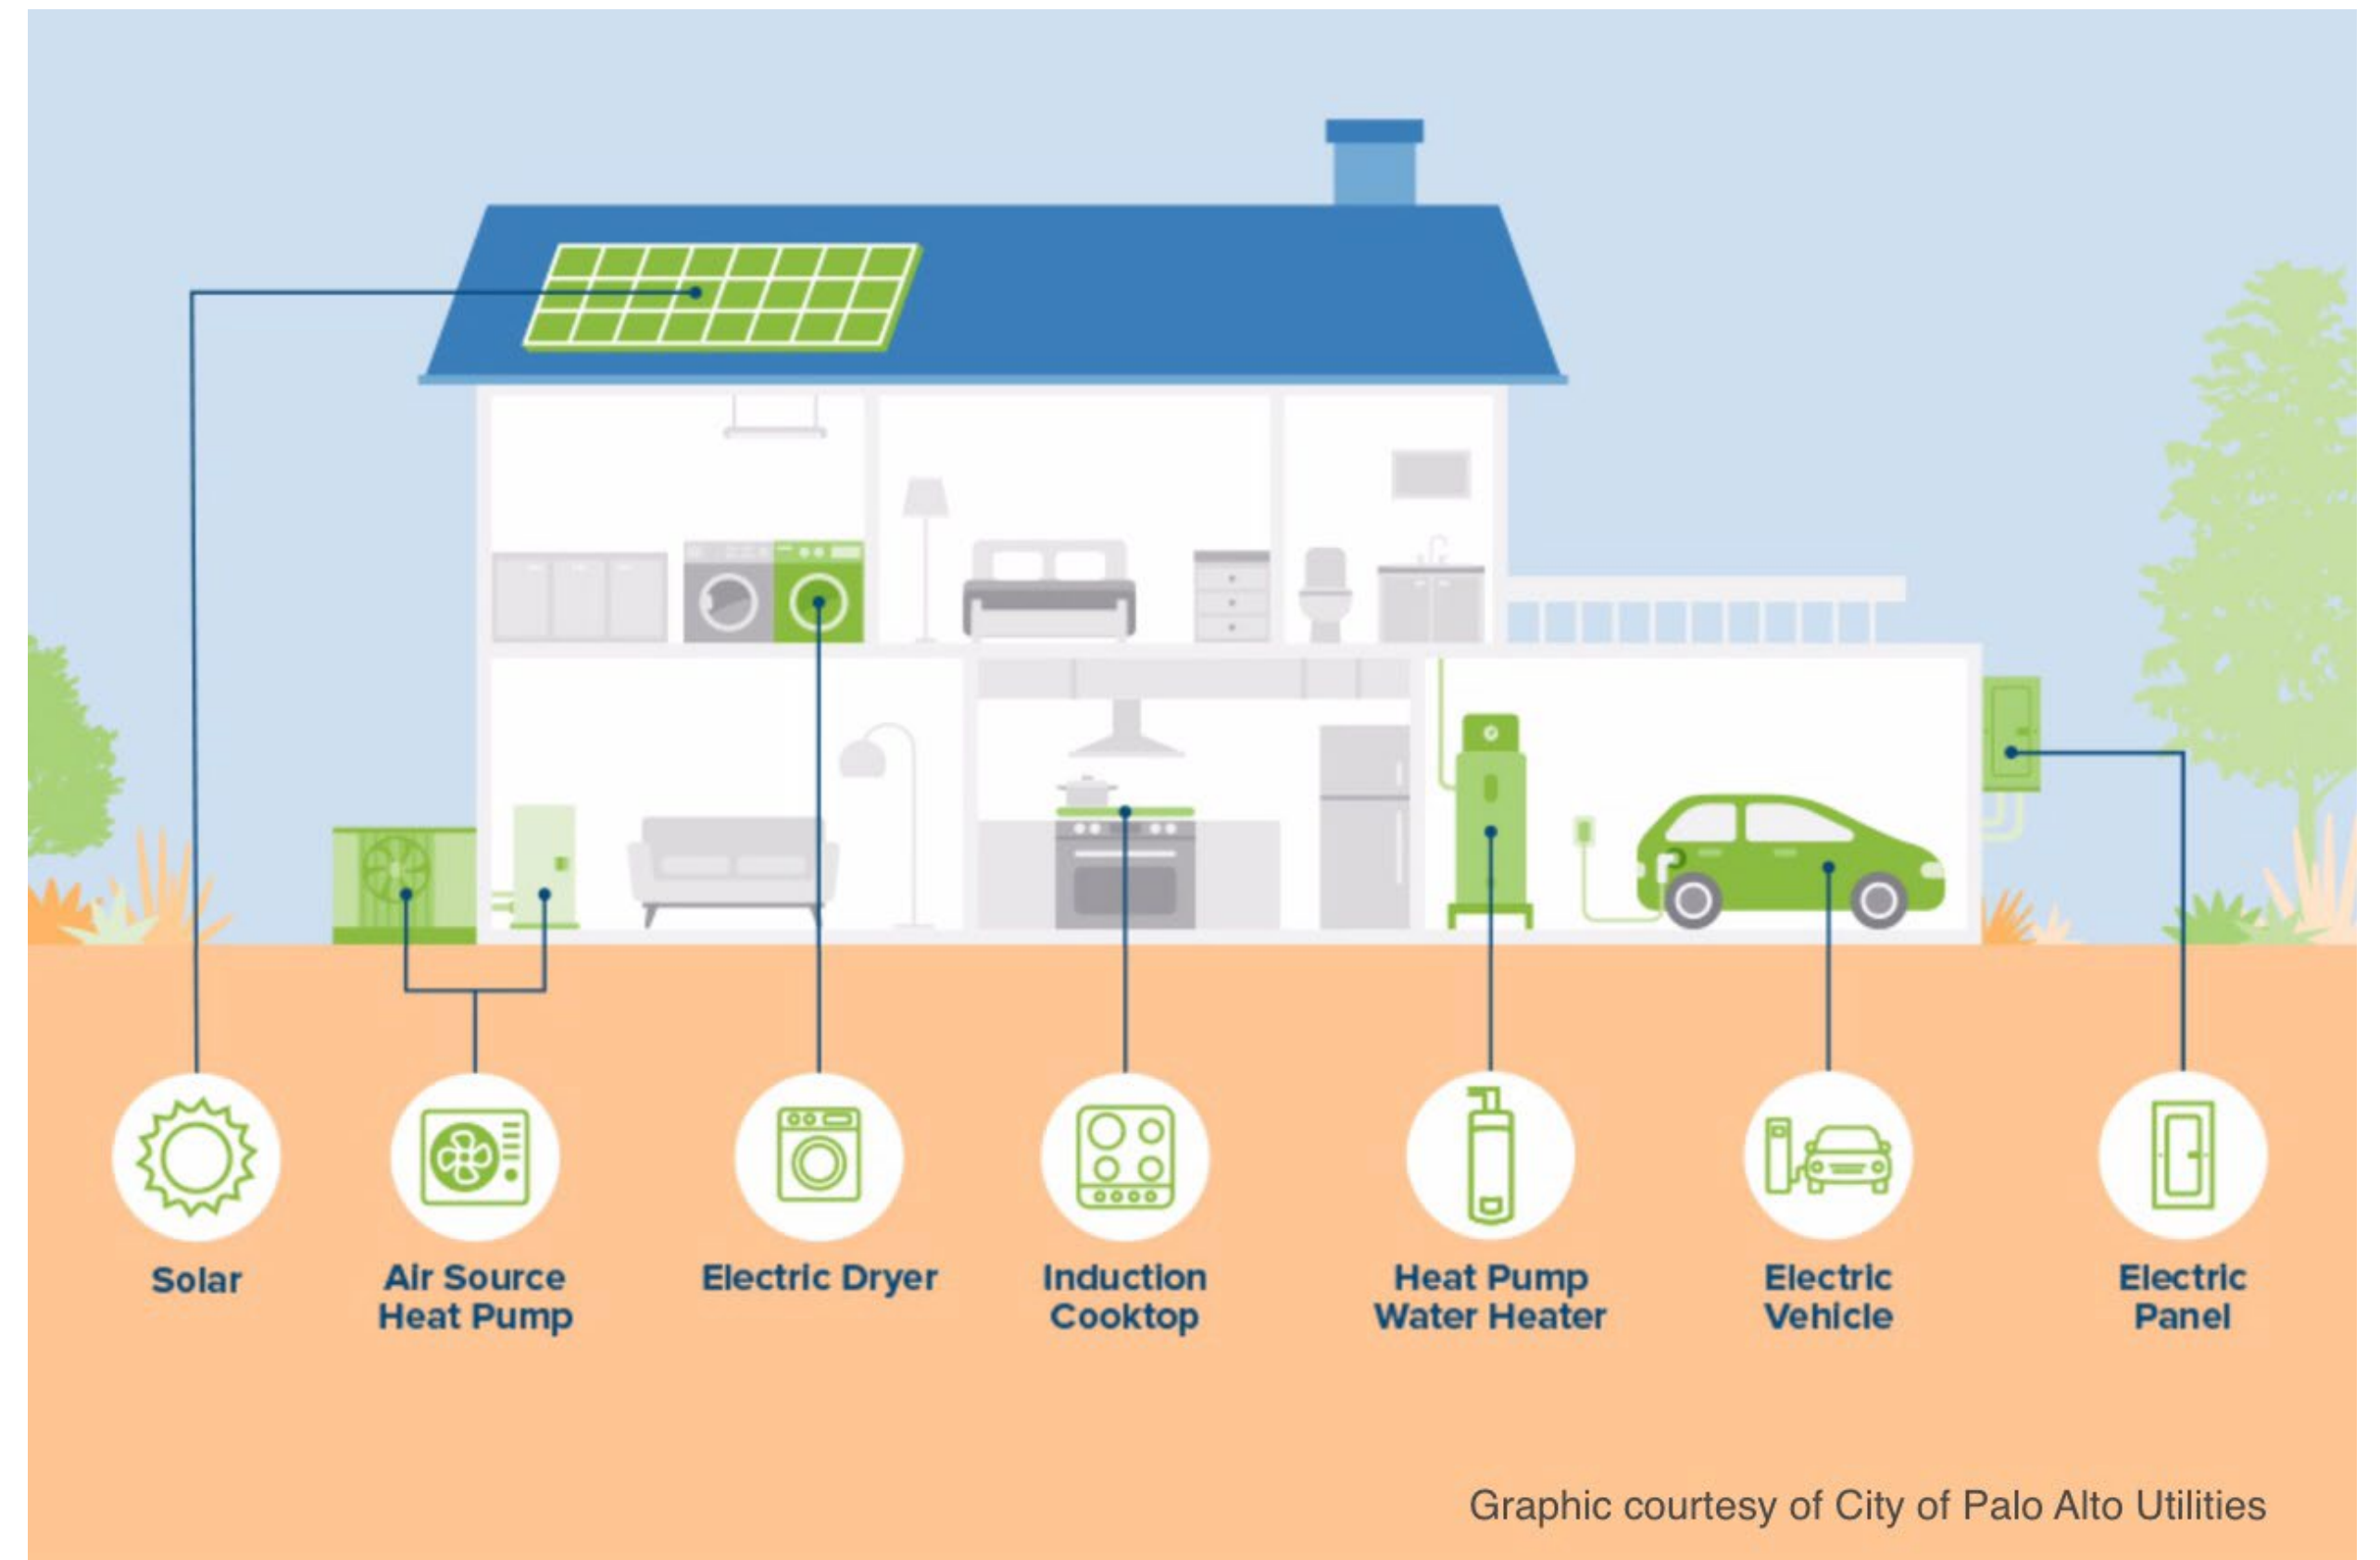 Solar
Air Source
Heat Pump
Electric Dryer
Induction
Cooktop
Heat Pump
Water Heater
Electric
Vehicle
Electric
Panel
Graphic courtesy of City of Palo Alto Utilities